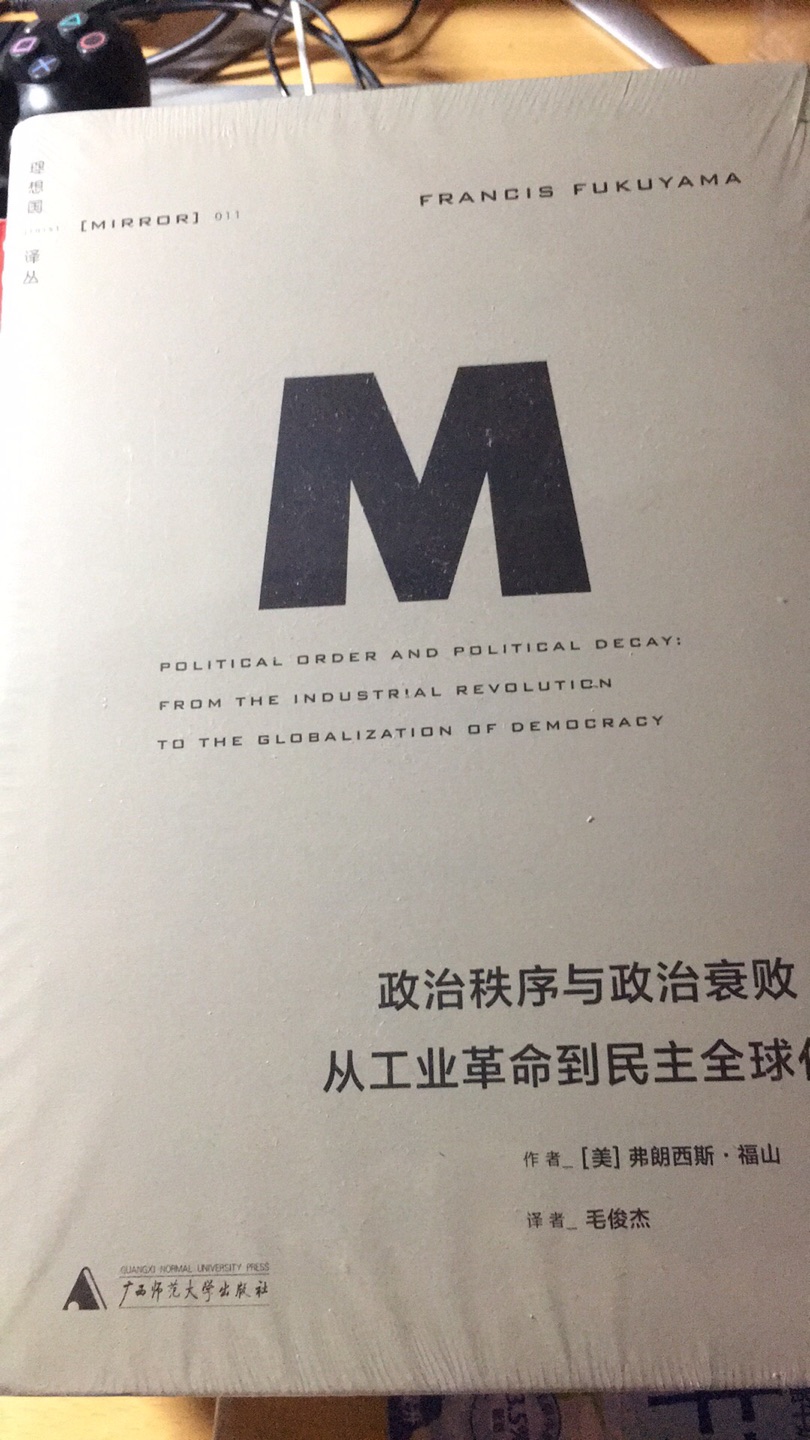 理想国
译丛
[MIRROR] 011
FRANCIS FUKUYAMA
M
POLITICAL ORDER AND POLITICAL DECAY:
FROM THE INDUSTRIAL REVOLUTION
TO THE GLOBALIZATION OF DEMOCRACY
政治秩序与政治衰败
从工业革命到民主全球
作者_ [美] 弗朗西斯·福山
译者_ 毛俊杰
GUANGXI NORMAL UNIVERSITY PRESS
广西师范大学出版社
3.5%